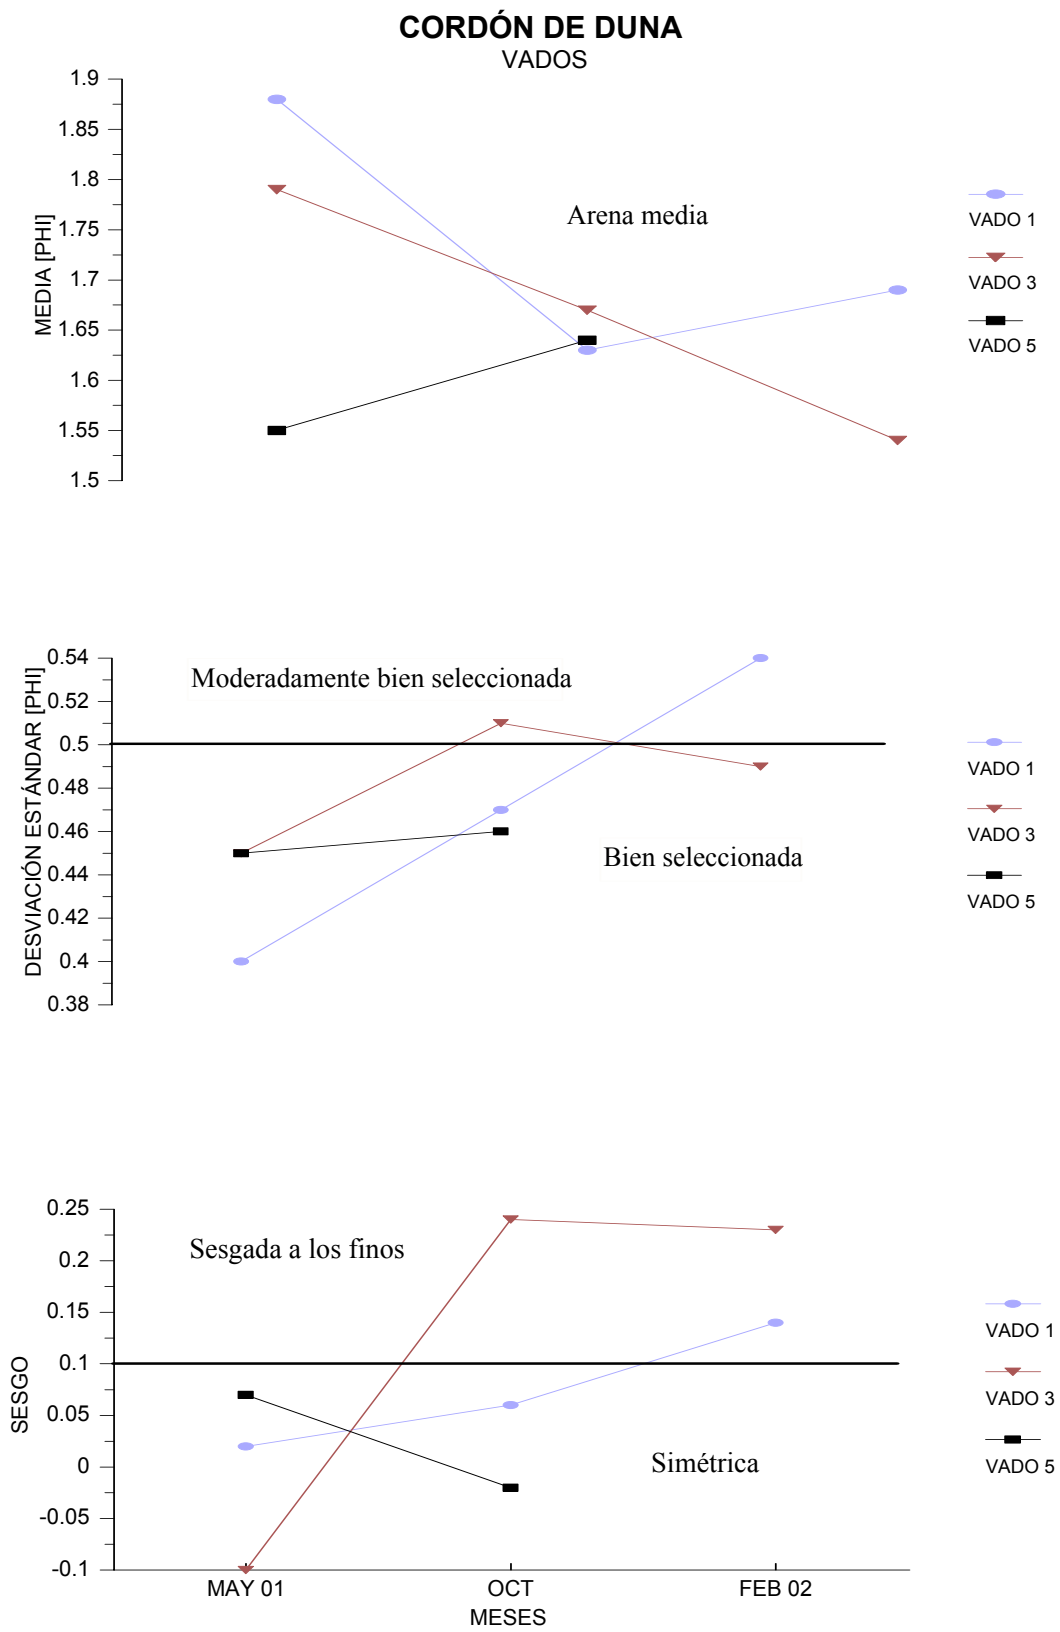 CORDÓN DE DUNA
VADOS
1.9
1.85
1.8
1.75
1.7
1.65
1.6
1.55
1.5
MEDIA [PHI]
Arena media
VADO 1
VADO 3
VADO 5
0.54
0.52
0.5
0.48
0.46
0.44
0.42
0.4
0.38
DESVIACIÓN ESTÁNDAR [PHI]
Moderadamente bien seleccionada
Bien seleccionada
VADO 1
VADO 3
VADO 5
0.25
0.2
0.15
0.1
0.05
0
-0.05
-0.1
SESGO
Sesgada a los finos
Simétrica
VADO 1
VADO 3
VADO 5
MAY 01 OCT FEB 02
MESES